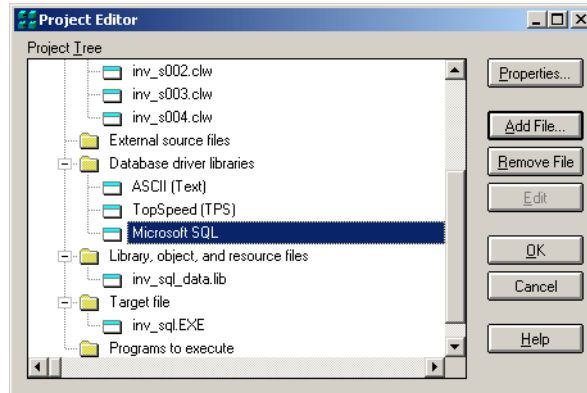 Project Editor
Project Tree
inv_s002.clw
inv_s003.clw
inv_s004.clw
External source files
Database driver libraries
ASCII (Text)
TopSpeed (TPS)
Microsoft SQL
Library, object, and resource files
inv_sql_data.lib
Target file
inv_sql.EXE
Programs to execute
Properties...
Add File...
Remove File
Edit
OK
Cancel
Help